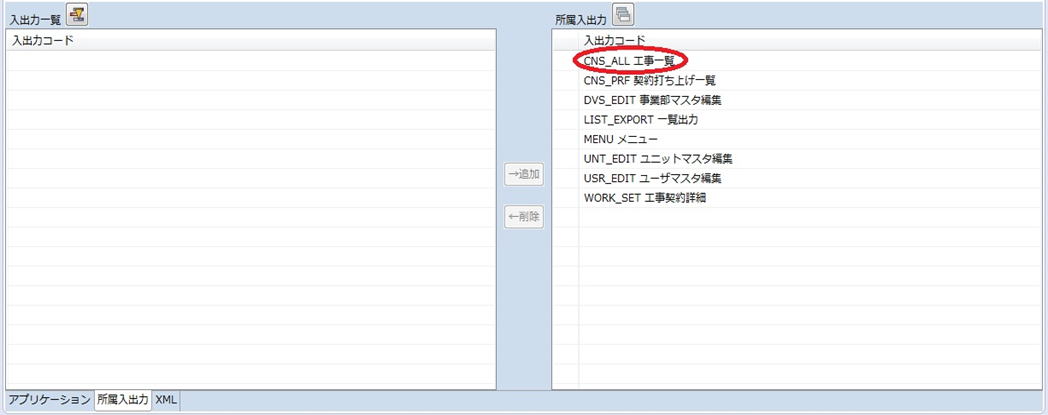 入出力一覧
入出力コード
→追加
←削除
所属入出力
入出力コード
CNS_ALL 工事一覧
CNS_PRF 契約打ち上げ一覧
DVS_EDIT 事業部マスタ編集
LIST_EXPORT 一覧出力
MENU メニュー
UNT_EDIT ユニットマスタ編集
USR_EDIT ユーザマスタ編集
WORK_SET 工事契約詳細
アプリケーション 所属入出力 XML